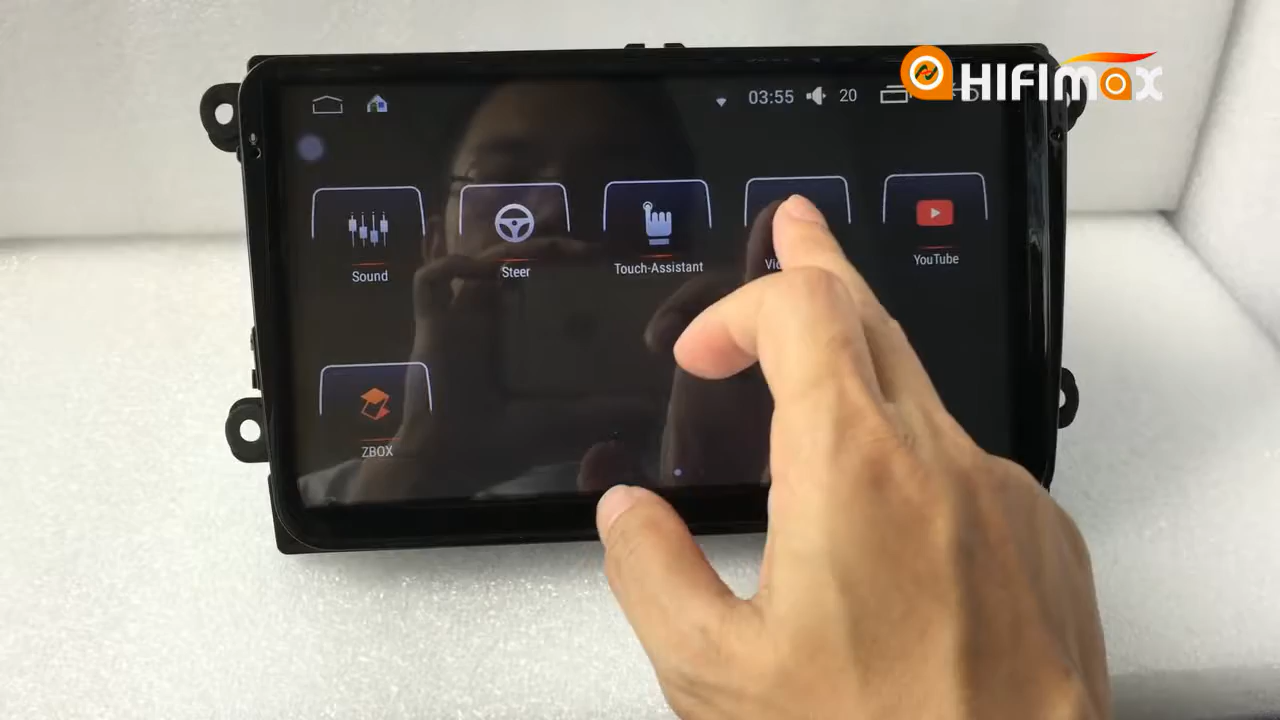 HIFIMAX
03:55 20
Sound
Steer
Touch-Assistant
YouTube
ZBOX